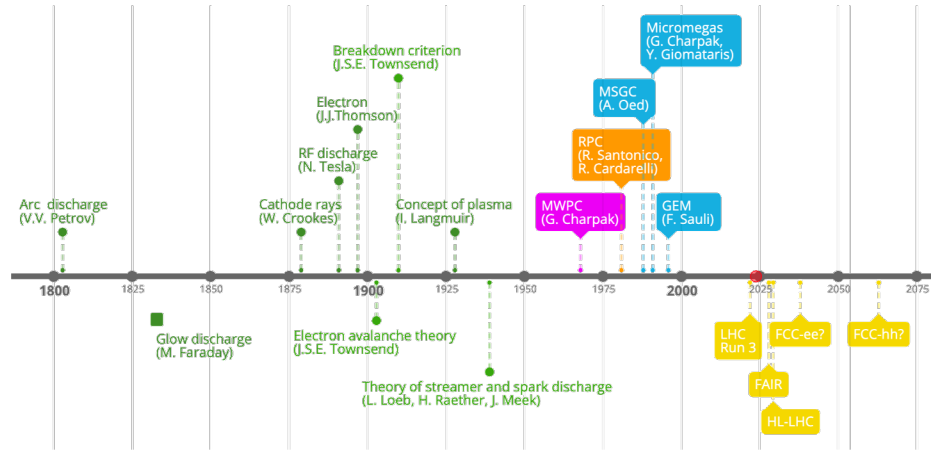 Micromegas
(G. Charpak,
Y. Giomataris)
Breakdown criterion
(J.S.E. Townsend)
MSGC
(A. Oed)
Electron
(J.J.Thomson)
RPC
(R. Santonico,
R. Cardarelli)
RF discharge
(N. Tesla)
Arc discharge
(V.V. Petrov)
Cathode rays
(W. Crookes)
Concept of plasma
(I. Langmuir)
MWPC
(G. Charpak)
GEM
(F. Sauli)
1800
1825
1850
1875
1900
1925
1950
1975
2000
2025
2050
2075
Glow discharge
(M. Faraday)
Electron avalanche theory
(J.S.E. Townsend)
LHC
Run 3
FCC-ee?
FCC-hh?
Theory of streamer and spark discharge
(L. Loeb, H. Raether, J. Meek)
FAIR
HL-LHC